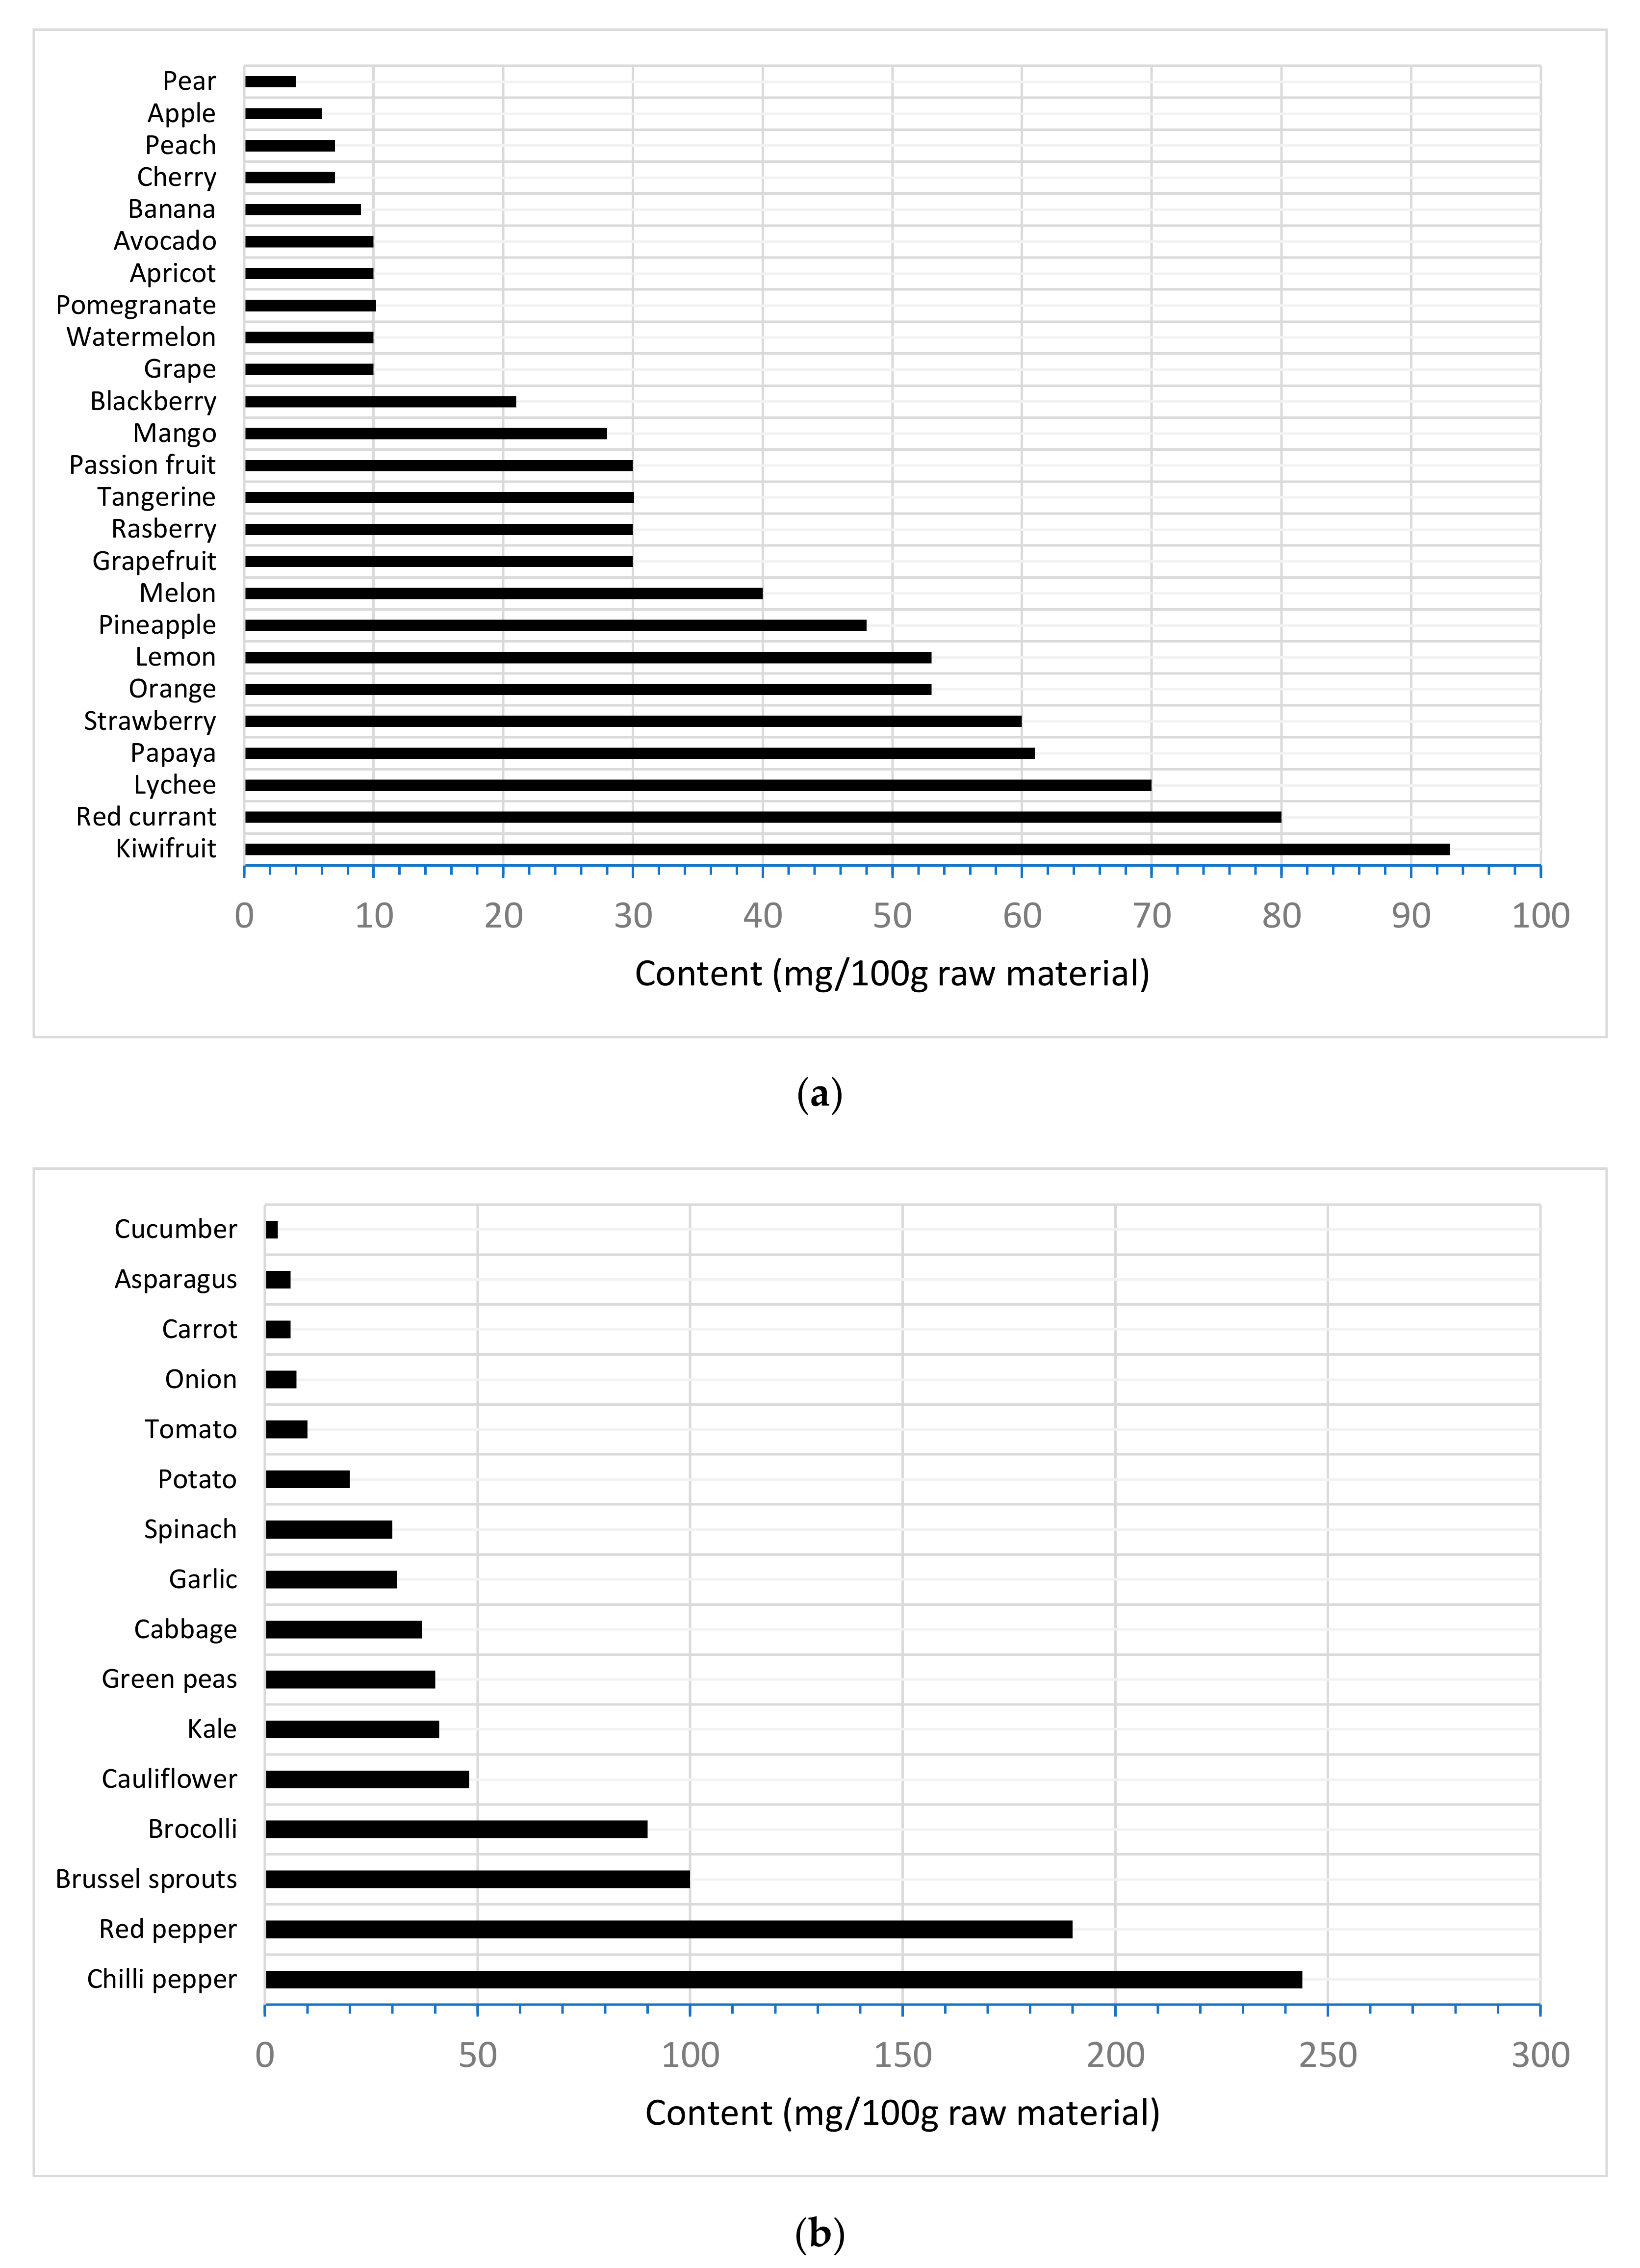 Pear
Apple
Peach
Cherry
Banana
Avocado
Apricot
Pomegranate
Watermelon
Grape
Blackberry
Mango
Passion fruit
Tangerine
Rasberry
Grapefruit
Melon
Pineapple
Lemon
Orange
Strawberry
Papaya
Lychee
Red currant
Kiwifruit
0 10 20 30 40 50 60 70 80 90 100
Content (mg/100g raw material)
(a)
Cucumber
Asparagus
Carrot
Onion
Tomato
Potato
Spinach
Garlic
Cabbage
Green peas
Kale
Cauliflower
Brocolli
Brussel sprouts
Red pepper
Chilli pepper
0 50 100 150 200 250 300
Content (mg/100g raw material)
(b)